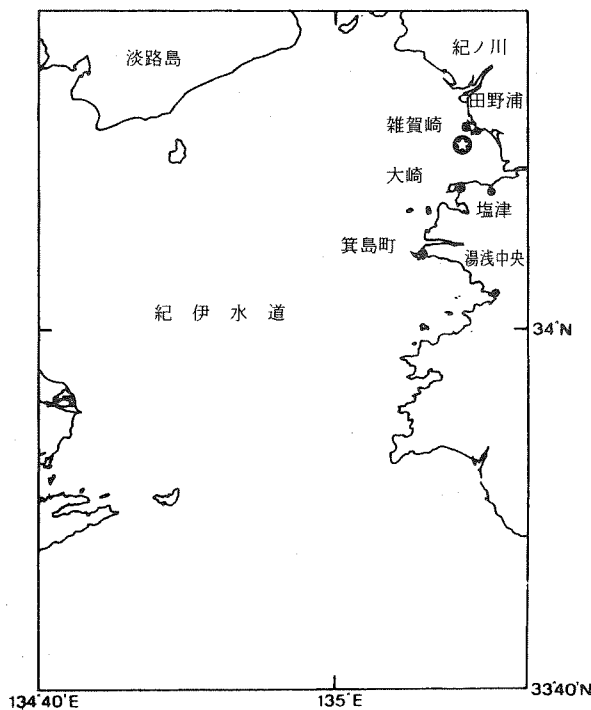 淡路島
紀ノ川
田野浦
雑賀崎
大崎
塩津
箕島町
湯浅中央
紀伊水道
34°N
33°40'N
134°40'E
135°E